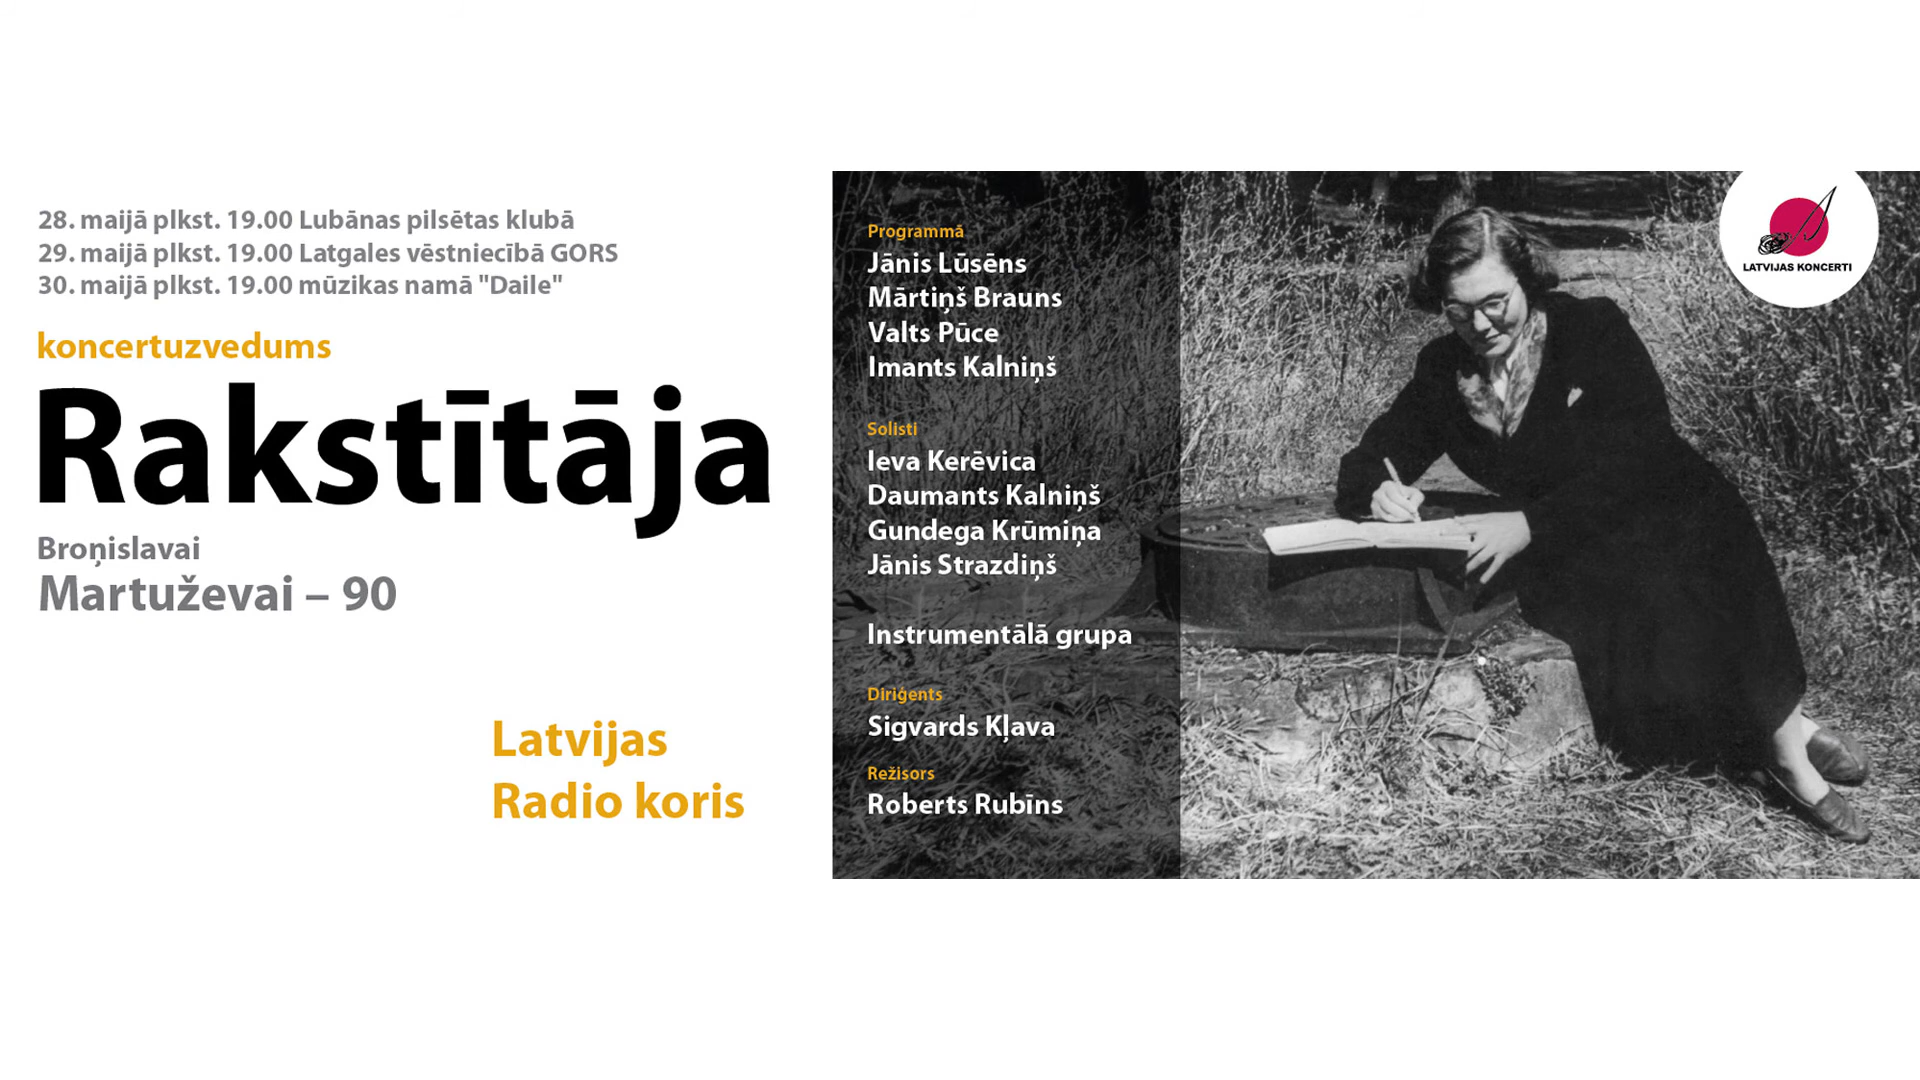 28. maijā plkst. 19.00 Lubānas pilsētas klubā
29. maijā plkst. 19.00 Latgales vēstniecībā GORS
30. maijā plkst. 19.00 mūzikas namā "Daile"
koncertuzvedums
Rakstītāja
Broņislavai
Martuževai – 90
Latvijas
Radio koris
Programmā
Jānis Lūsēns
Mārtiņš Brauns
Valts Pūce
Imants Kalniņš
Solisti
Ieva Kerēvica
Daumants Kalniņš
Gundega Krūmiņa
Jānis Strazdiņš
Instrumentālā grupa
Diriģents
Sigvards Kļava
Režisors
Roberts Rubīns
LATVIJAS KONCERTI